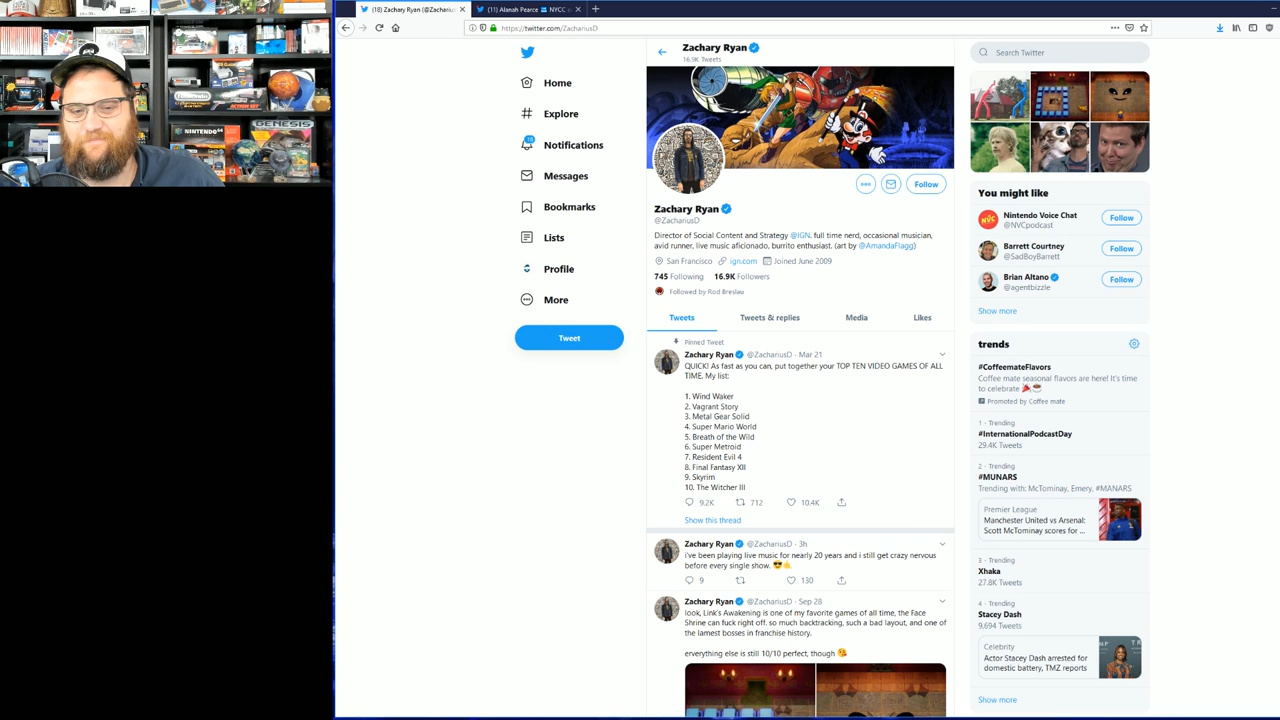 (18) Zachary Ryan (@Zacharius
(11) Alanah Pearce
NYCC
https://twitter.com/ZachariusD
NINTENDO 64
GENESIS
Home
Explore
Notifications
Messages
Bookmarks
Lists
Profile
More
Tweet
Zachary Ryan
16.9K Tweets
Follow
Zachary Ryan
@ZachariusD
Director of Social Content and Strategy @IGN. full time nerd, occasional musician,
avid runner, live music aficionado, burrito enthusiast. (art by @AmandaFlagg)
San Francisco ign.com Joined June 2009
745 Following 16.9K Followers
Followed by Rod Breslau
Tweets Tweets & replies Media Likes
Pinned Tweet
Zachary Ryan @ZachariusD · Mar 21
QUICK! As fast as you can, put together your TOP TEN VIDEO GAMES OF ALL
TIME. My list:
1. Wind Waker
2. Vagrant Story
3. Metal Gear Solid
4. Super Mario World
5. Breath of the Wild
6. Super Metroid
7. Resident Evil 4
8. Final Fantasy XII
9. Skyrim
10. The Witcher III
9.2K 712 10.4K
Show this thread
Zachary Ryan @ZachariusD · 3h
i've been playing live music for nearly 20 years and i still get crazy nervous
before every single show. 😎🤙
9 130
Zachary Ryan @ZachariusD · Sep 28
look, Link's Awakening is one of my favorite games of all time, the Face
Shrine can fuck right off. so much backtracking, such a bad layout, and one of
the lamest bosses in franchise history.
erverything else is still 10/10 perfect, though 😘
Search Twitter
You might like
NVC
Nintendo Voice Chat
@NVCpodcast
Follow
Barrett Courtney
@SadBoyBarrett
Follow
Brian Altano
@agentbizzle
Follow
Show more
trends
#CoffeemateFlavors
Coffee mate seasonal flavors are here! It's time
to celebrate 🎉☕
Promoted by Coffee mate
1 · Trending
#InternationalPodcastDay
29.4K Tweets
2 · Trending
#MUNARS
Trending with: McTominay, Emery, #MANARS
Premier League
Manchester United vs Arsenal:
Scott McTominay scores for ...
3 · Trending
Xhaka
27.8K Tweets
4 · Trending
Stacey Dash
9,694 Tweets
Celebrity
Actor Stacey Dash arrested for
domestic battery, TMZ reports
Show more